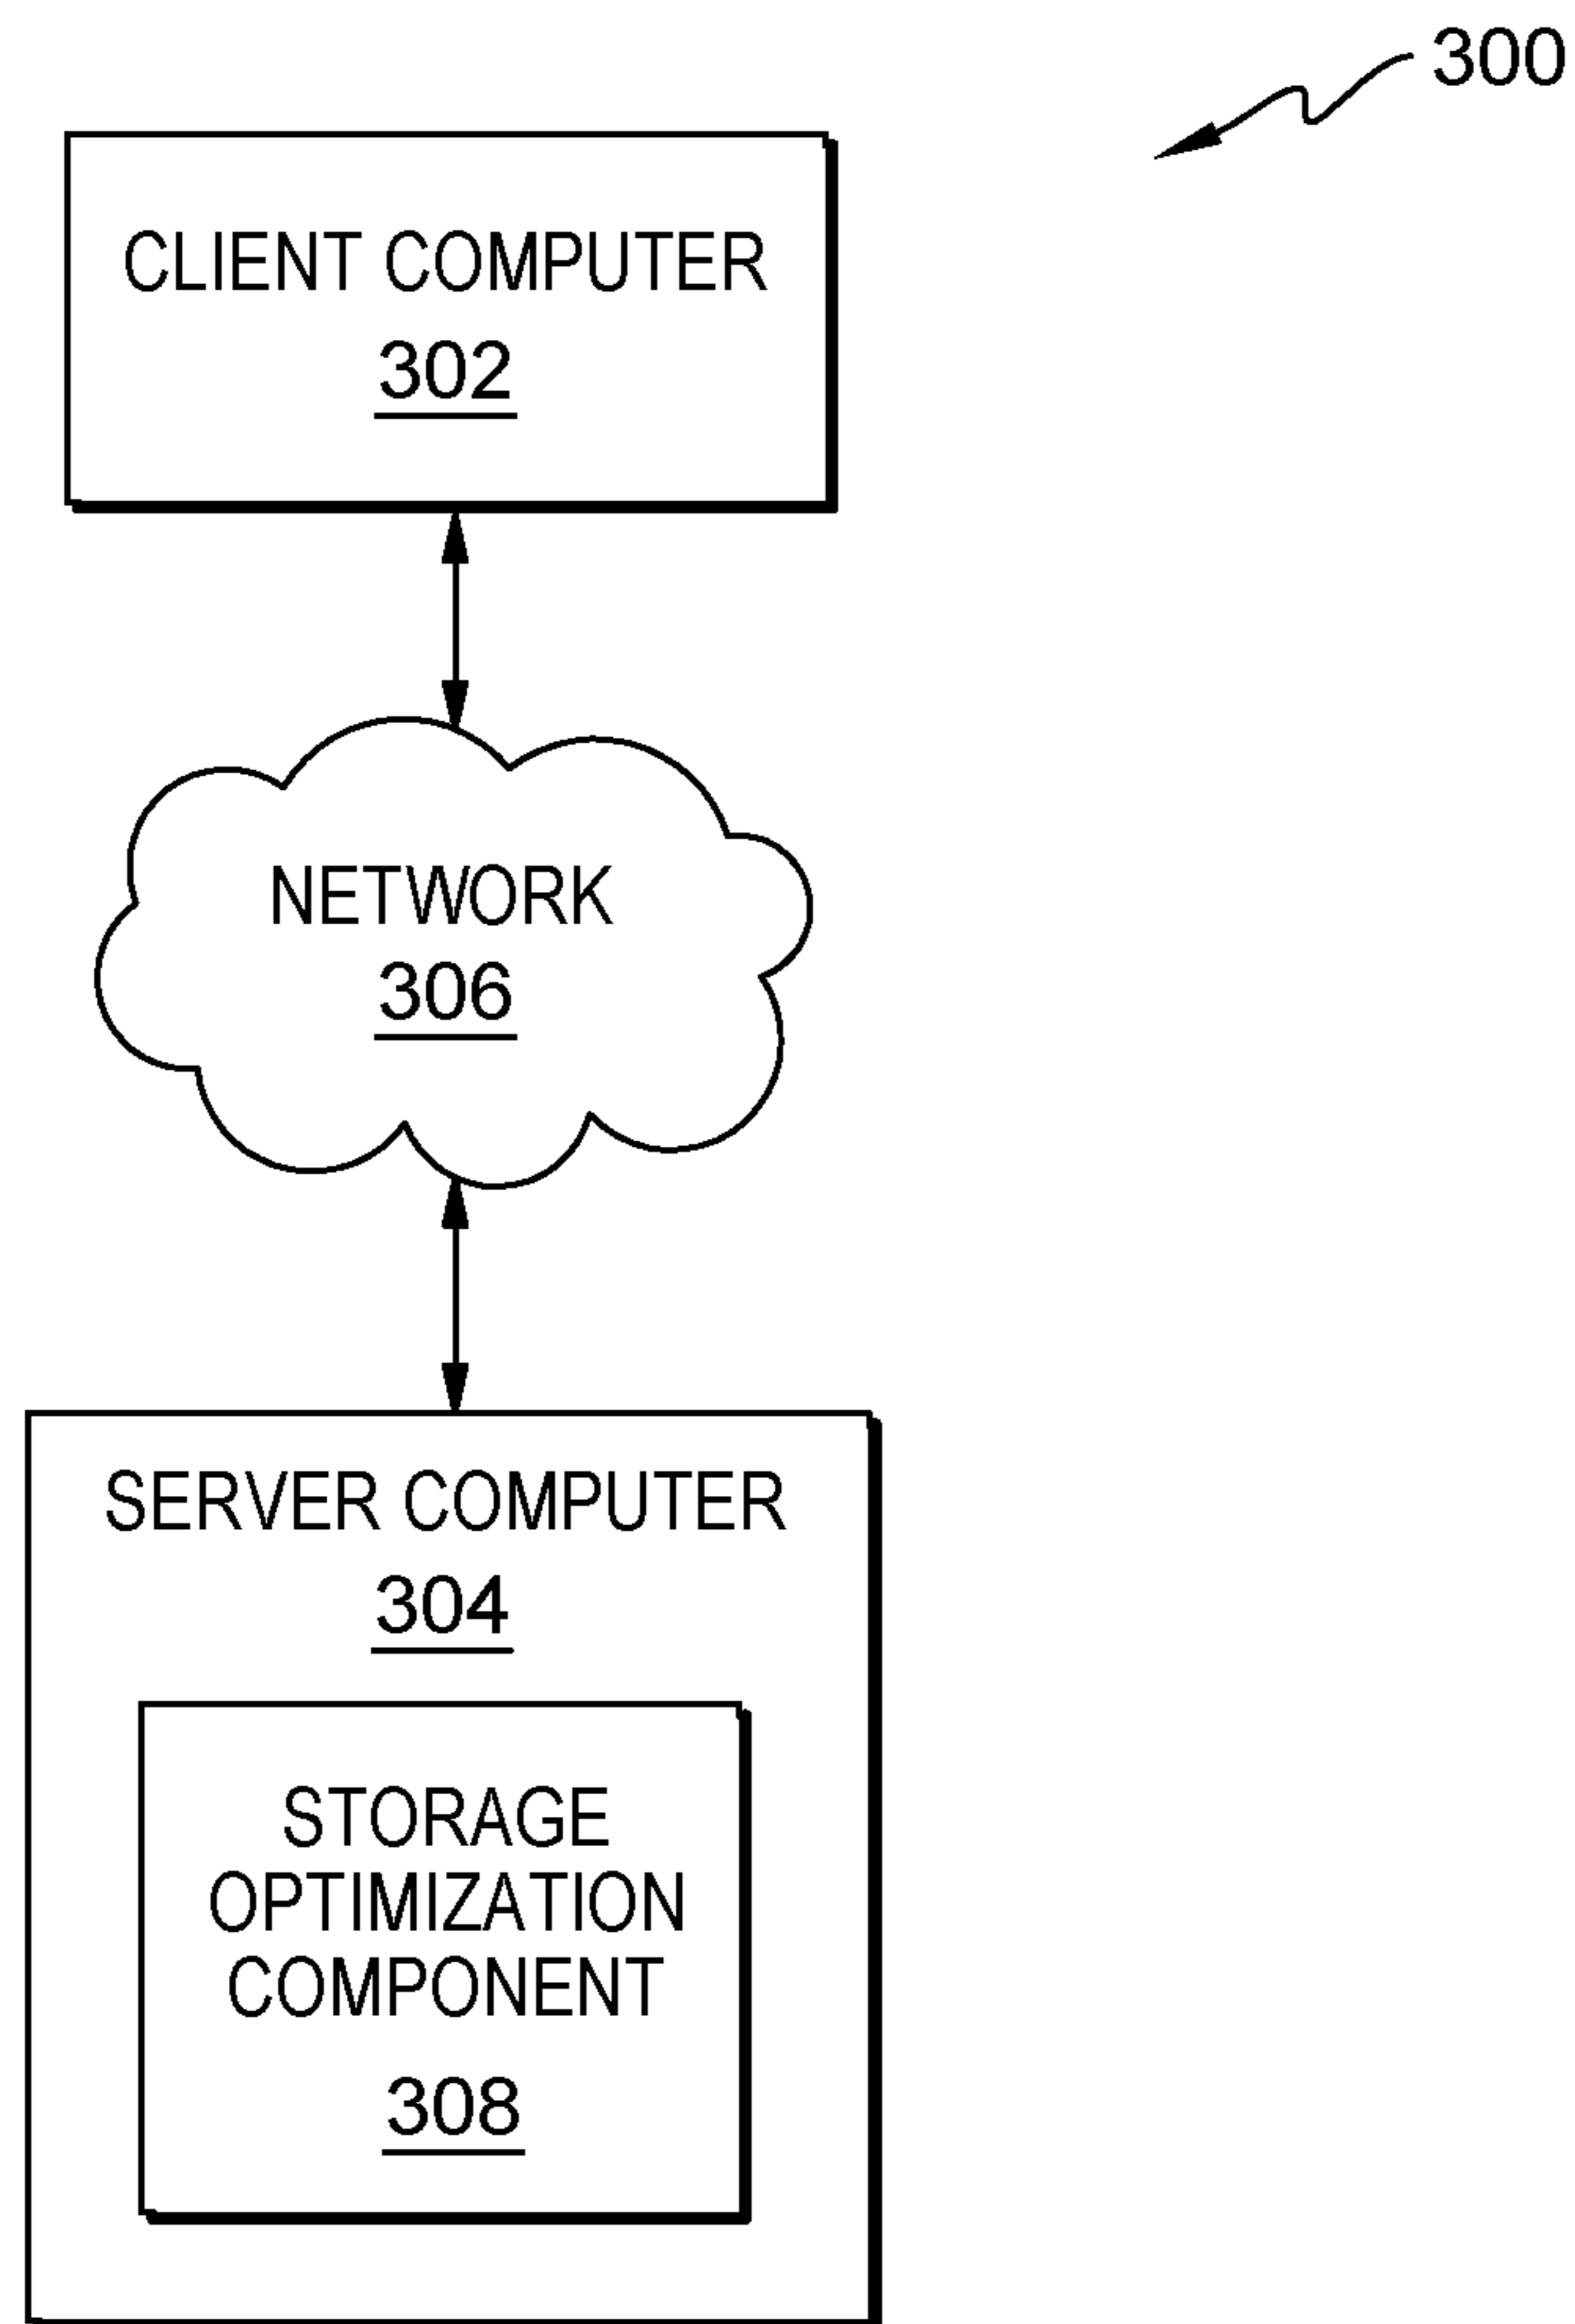 300
CLIENT COMPUTER
302
NETWORK
306
SERVER COMPUTER
304
STORAGE
OPTIMIZATION
COMPONENT
308